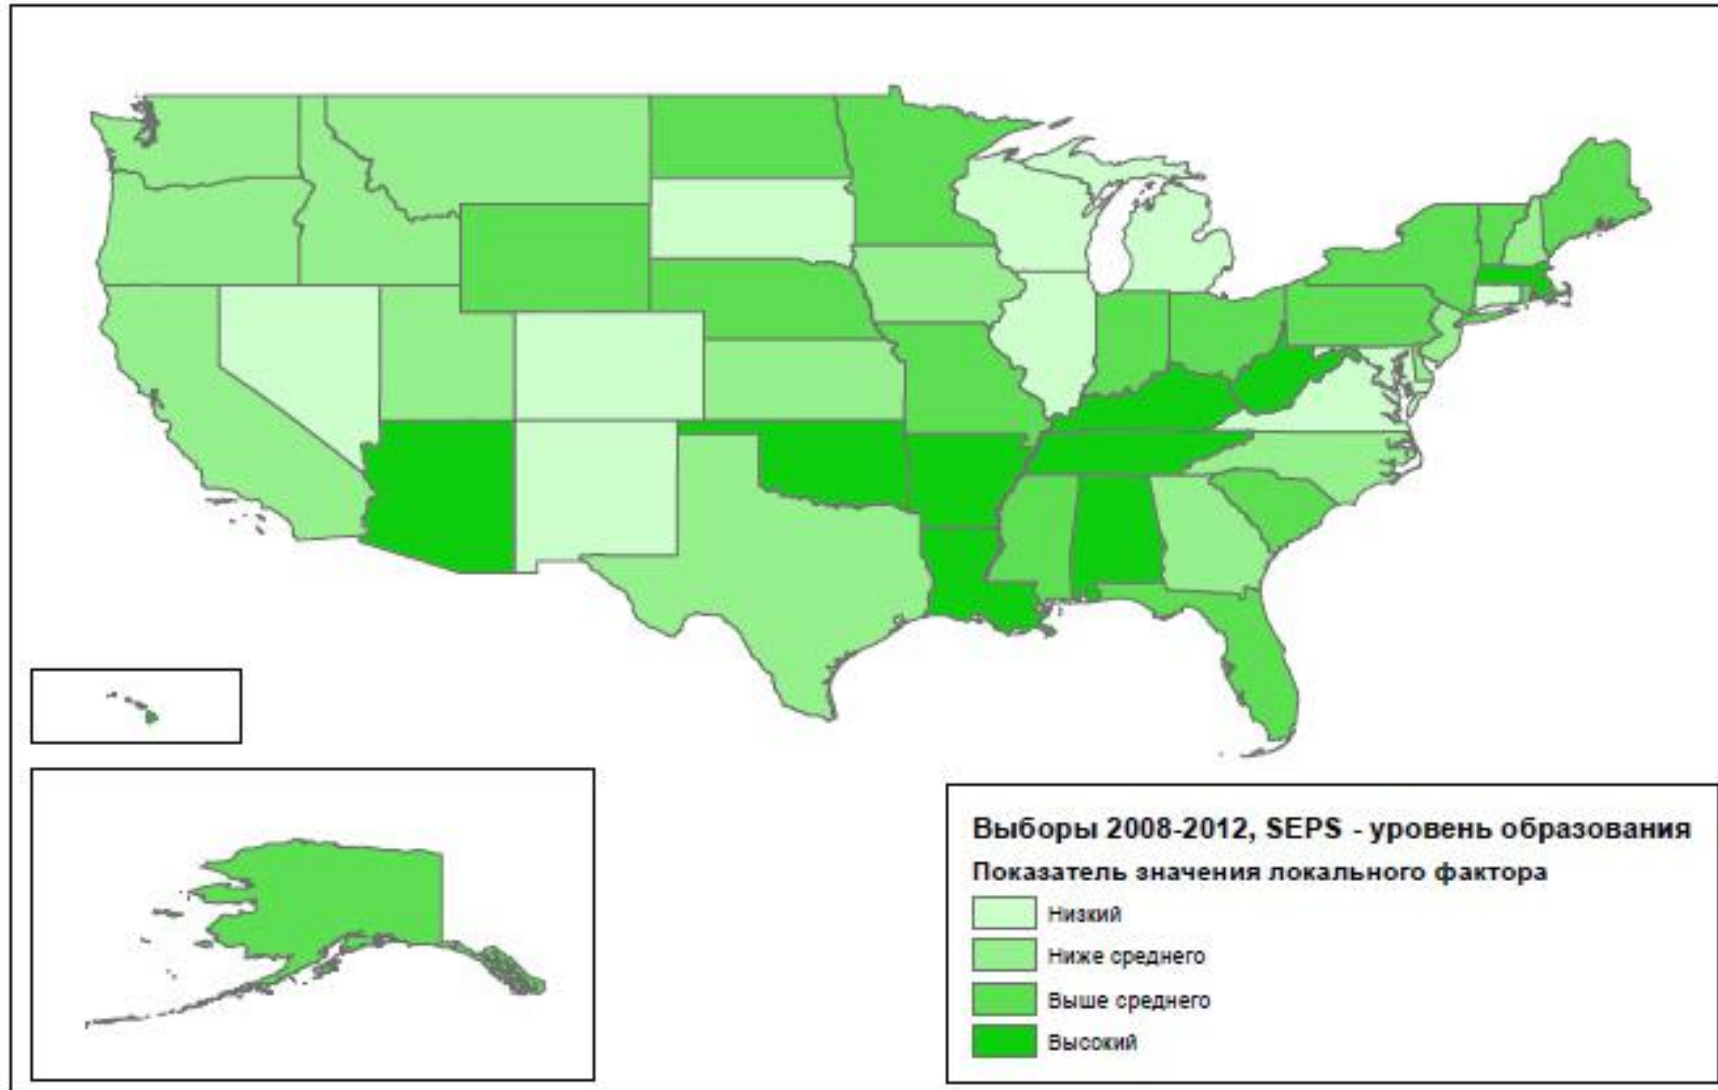 Выборы 2008-2012, SEPS - уровень образования
Показатель значения локального фактора
Низкий
Ниже среднего
Выше среднего
Высокий